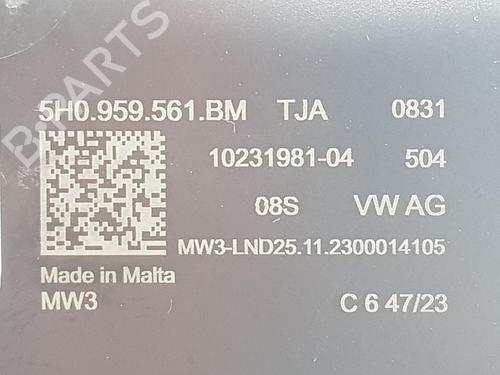 B-PARTS
5H0.959.561.BM TJA 0831
10231981-04 504
08S VW AG
MW3-LND25.11.2300014105
Made in Malta
MW3 C 6 47/23